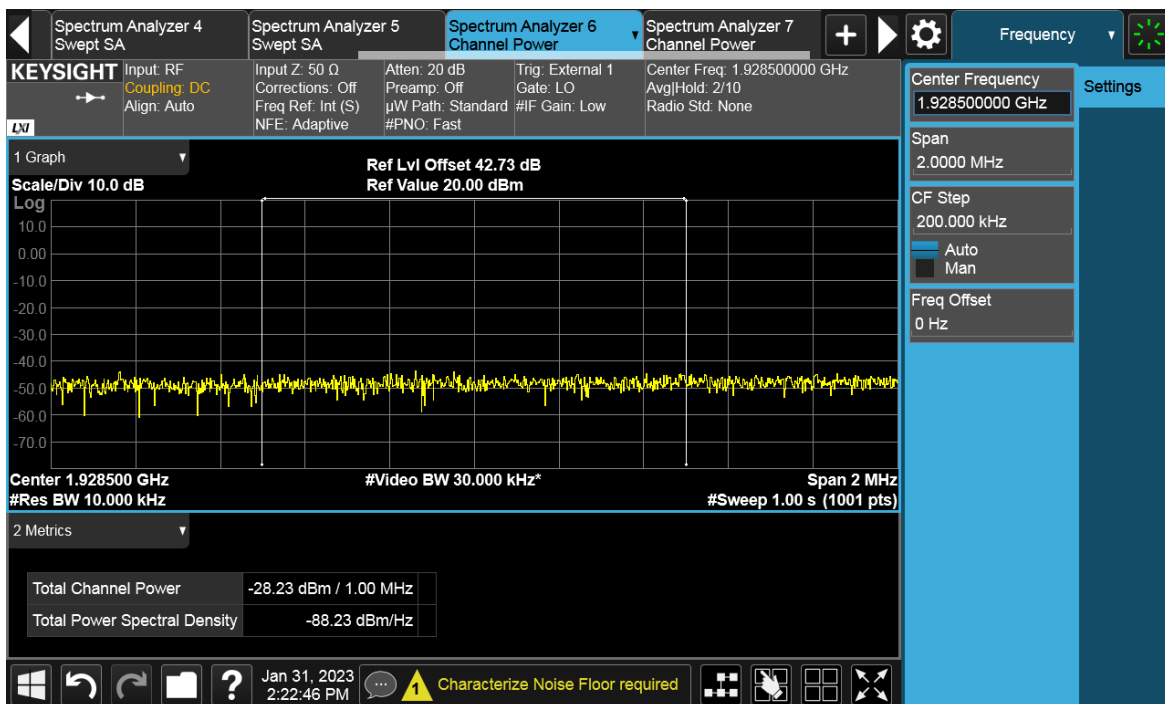 Spectrum Analyzer 4
Swept SA
Spectrum Analyzer 5
Swept SA
Spectrum Analyzer 6
Channel Power
Spectrum Analyzer 7
Channel Power
Frequency
KEYSIGHT
LXI
Input: RF
Coupling: DC
Align: Auto
Input Z: 50 Ω
Corrections: Off
Freq Ref: Int (S)
NFE: Adaptive
Atten: 20 dB
Preamp: Off
µW Path: Standard
#PNO: Fast
Trig: External 1
Gate: LO
#IF Gain: Low
Center Freq: 1.928500000 GHz
Avg|Hold: 2/10
Radio Std: None
Center Frequency
1.928500000 GHz
Settings
Span
2.0000 MHz
CF Step
200.000 kHz
Auto
Man
Freq Offset
0 Hz
1 Graph
Scale/Div 10.0 dB
Ref Lvl Offset 42.73 dB
Ref Value 20.00 dBm
Log
10.0
0.00
-10.0
-20.0
-30.0
-40.0
-50.0
-60.0
-70.0
Center 1.928500 GHz
#Video BW 30.000 kHz*
Span 2 MHz
#Res BW 10.000 kHz
#Sweep 1.00 s (1001 pts)
2 Metrics
Total Channel Power -28.23 dBm / 1.00 MHz
Total Power Spectral Density -88.23 dBm/Hz
?
Jan 31, 2023
2:22:46 PM
1
Characterize Noise Floor required